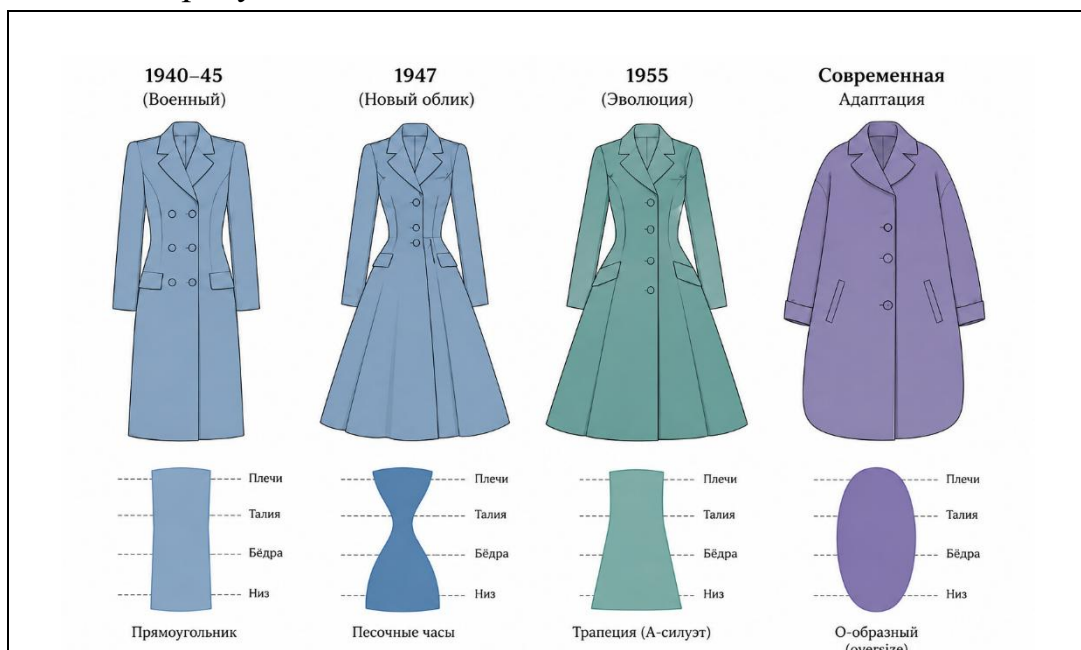 1940–45
(Военный)
1947
(Новый облик)
1955
(Эволюция)
Современная
Адаптация
Плечи
Талия
Бёдра
Низ
Прямоугольник
Плечи
Талия
Бёдра
Низ
Песочные часы
Плечи
Талия
Бёдра
Низ
Трапеция (А-силуэт)
Плечи
Талия
Бёдра
Низ
О-образный
(oversize)